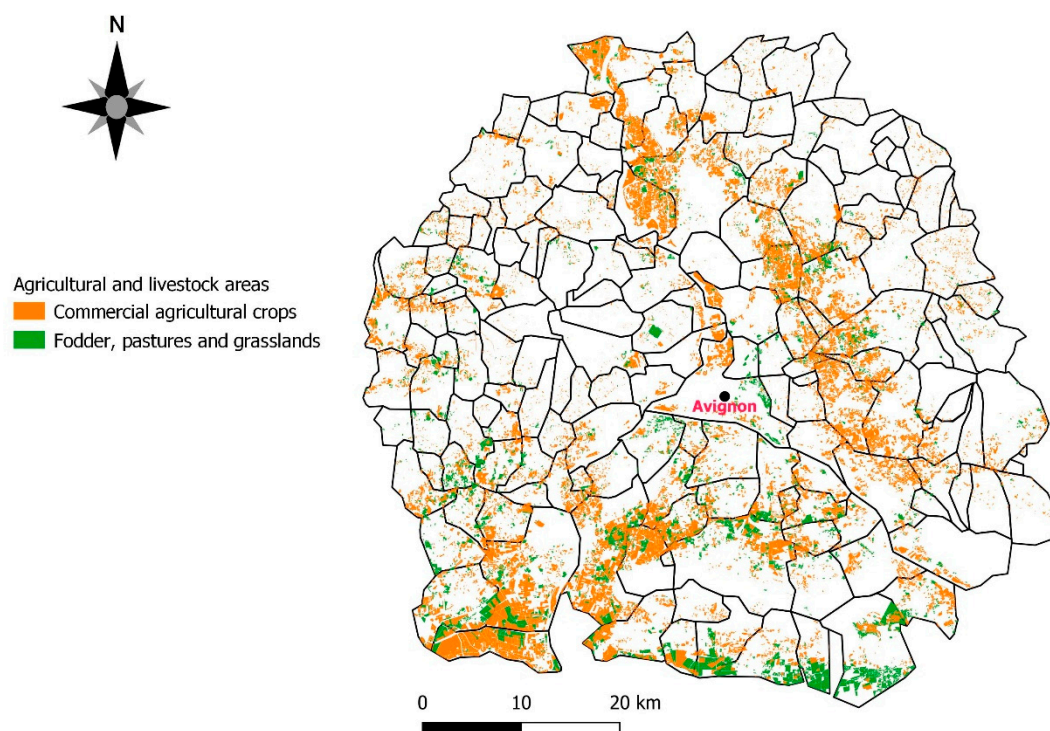 N
Agricultural and livestock areas
Commercial agricultural crops
Fodder, pastures and grasslands
Avignon
0 10 20 km